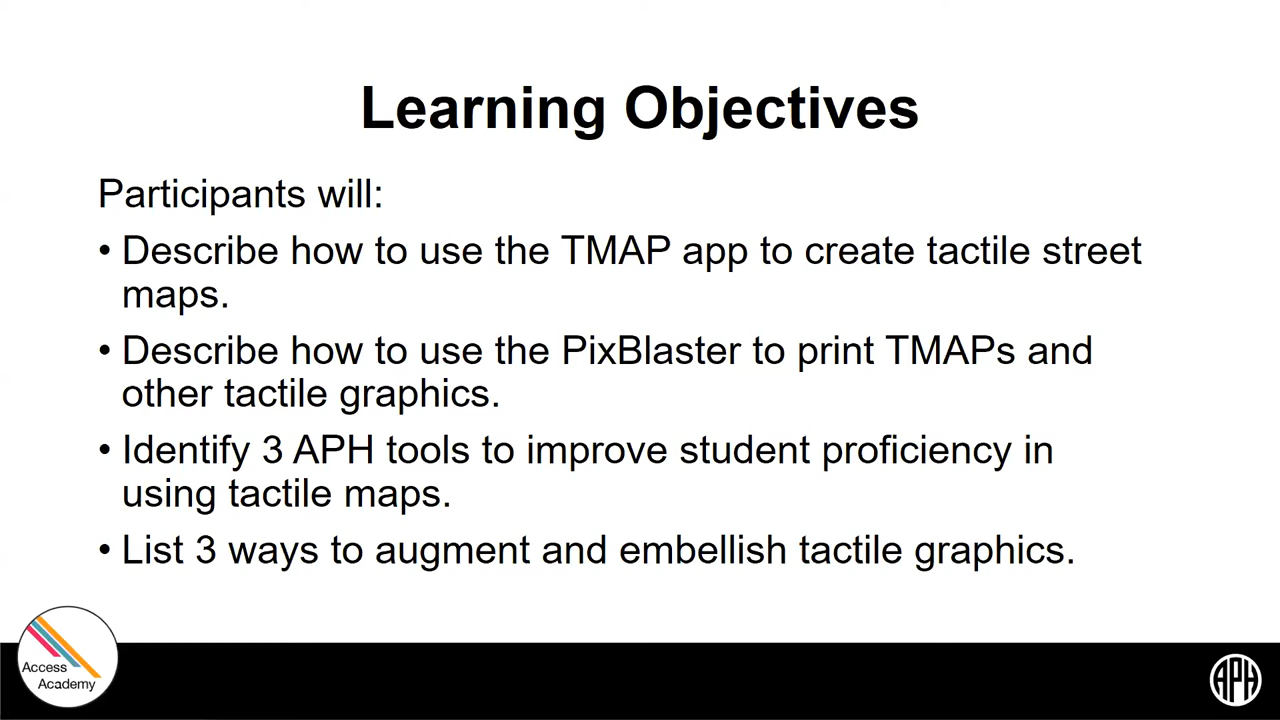 Learning Objectives
Participants will:
• Describe how to use the TMAP app to create tactile street
maps.
• Describe how to use the PixBlaster to print TMAPs and
other tactile graphics.
• Identify 3 APH tools to improve student proficiency in
using tactile maps.
• List 3 ways to augment and embellish tactile graphics.
Access
Academy
APH